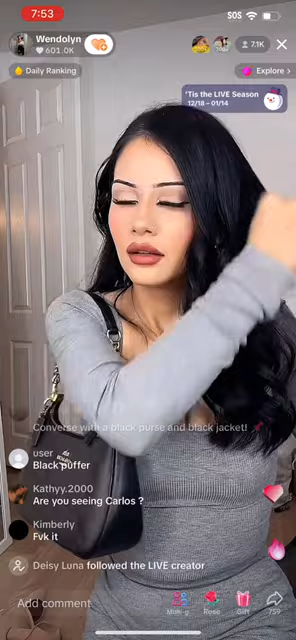 7:53
SOS
Wendolyn
601.0K
7.1K
Daily Ranking
Explore >
'Tis the LIVE Season
12/18 – 01/14
Converse with a black purse and black jacket!
user
Black puffer
Kathyy.2000
Are you seeing Carlos ?
Kimberly
Fvk it
Deisy Luna followed the LIVE creator
Add comment
Multi-g
Rose
Gift
759